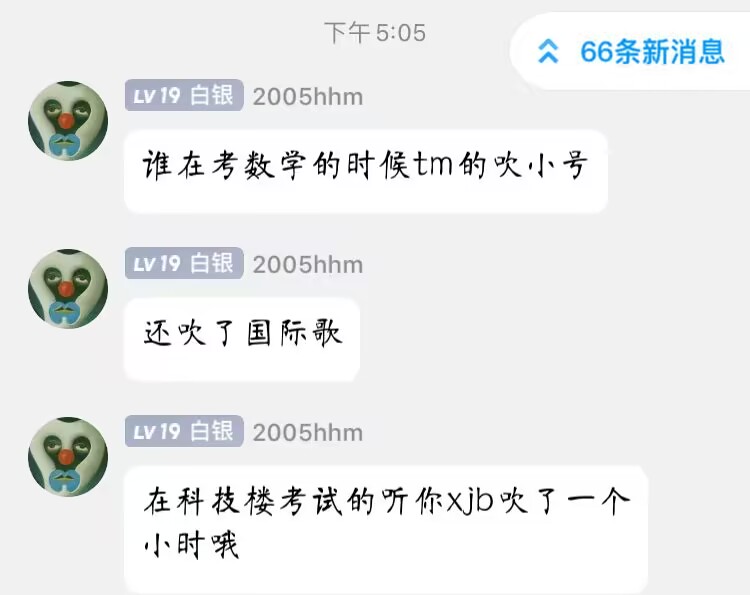 下午5:05
66条新消息
LV19 白银 2005hhm
谁在考数学的时候tm的吹小号
LV19 白银 2005hhm
还吹了国际歌
LV19 白银 2005hhm
在科技楼考试的听你xjb吹了一个
小时哦